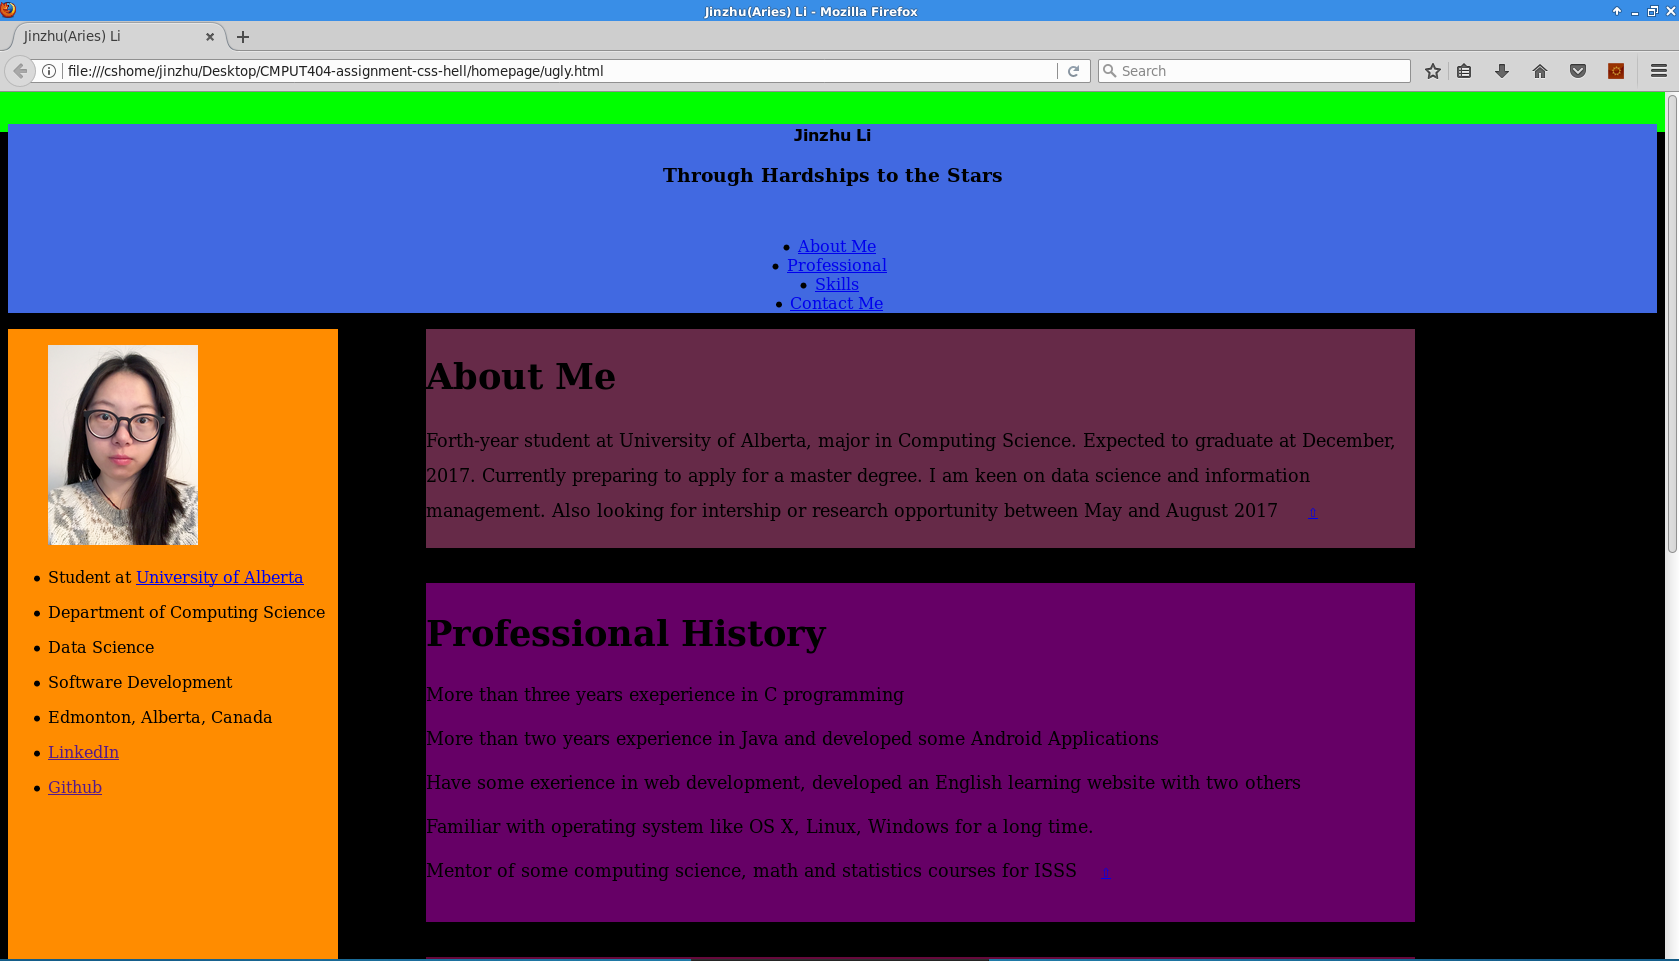 Jinzhu(Aries) Li - Mozilla Firefox
Jinzhu(Aries) Li
file:///cshome/jinzhu/Desktop/CMPUT404-assignment-css-hell/homepage/ugly.html
Search
Jinzhu Li
Through Hardships to the Stars
• About Me
• Professional
• Skills
• Contact Me
• Student at University of Alberta
• Department of Computing Science
• Data Science
• Software Development
• Edmonton, Alberta, Canada
• LinkedIn
• Github
About Me
Forth-year student at University of Alberta, major in Computing Science. Expected to graduate at December,
2017. Currently preparing to apply for a master degree. I am keen on data science and information
management. Also looking for intership or research opportunity between May and August 2017 ⇧
Professional History
More than three years exeperience in C programming
More than two years experience in Java and developed some Android Applications
Have some exerience in web development, developed an English learning website with two others
Familiar with operating system like OS X, Linux, Windows for a long time.
Mentor of some computing science, math and statistics courses for ISSS ⇧